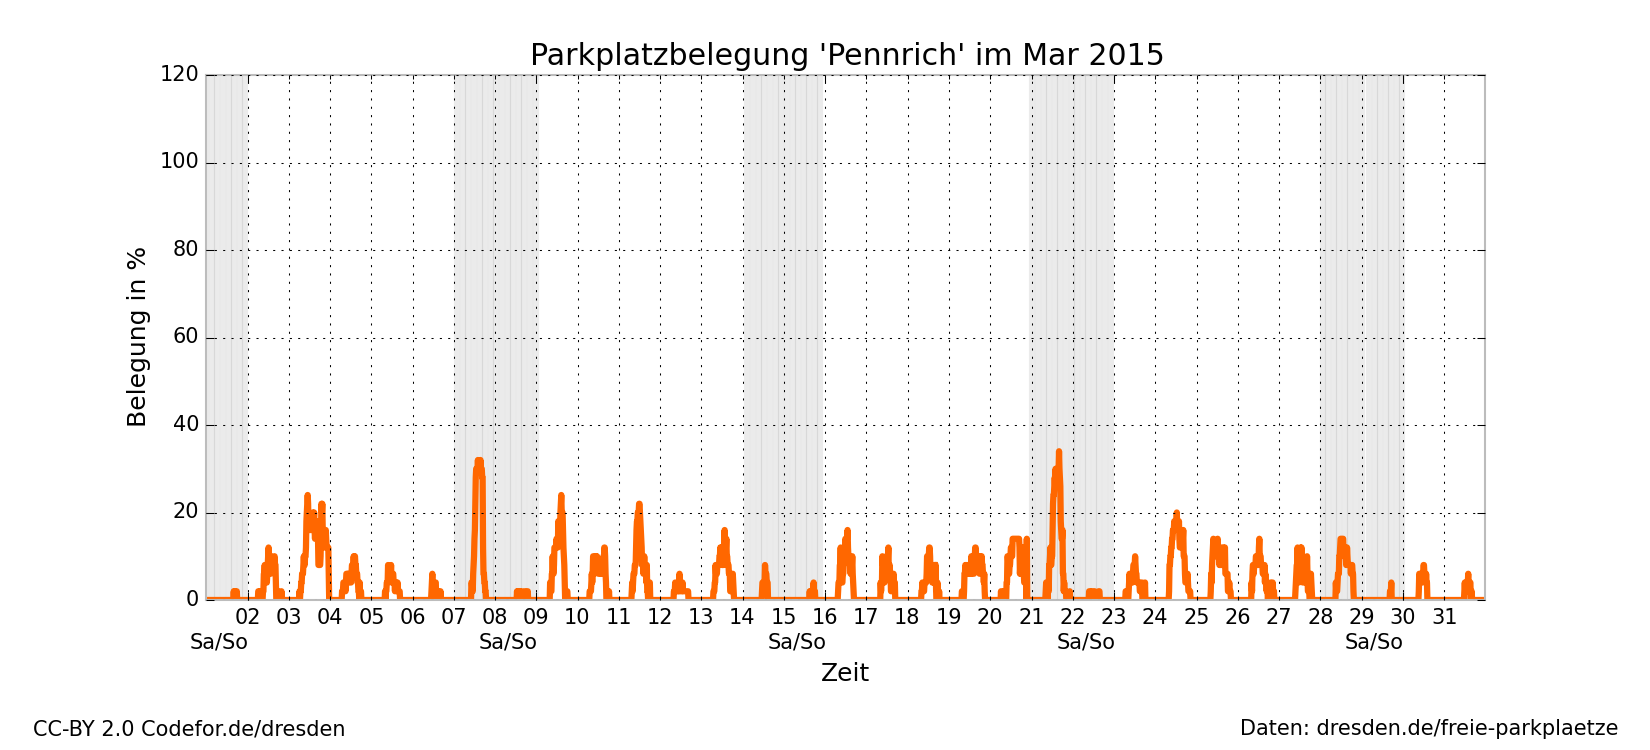 Parkplatzbelegung 'Pennrich' im Mar 2015
120
100
80
60
40
20
0
Belegung in %
02 03 04 05 06 07 08 09 10 11 12 13 14 15 16 17 18 19 20 21 22 23 24 25 26 27 28 29 30 31
Sa/So Sa/So Sa/So Sa/So Sa/So
Zeit
CC-BY 2.0 Codefor.de/dresden
Daten: dresden.de/freie-parkplaetze